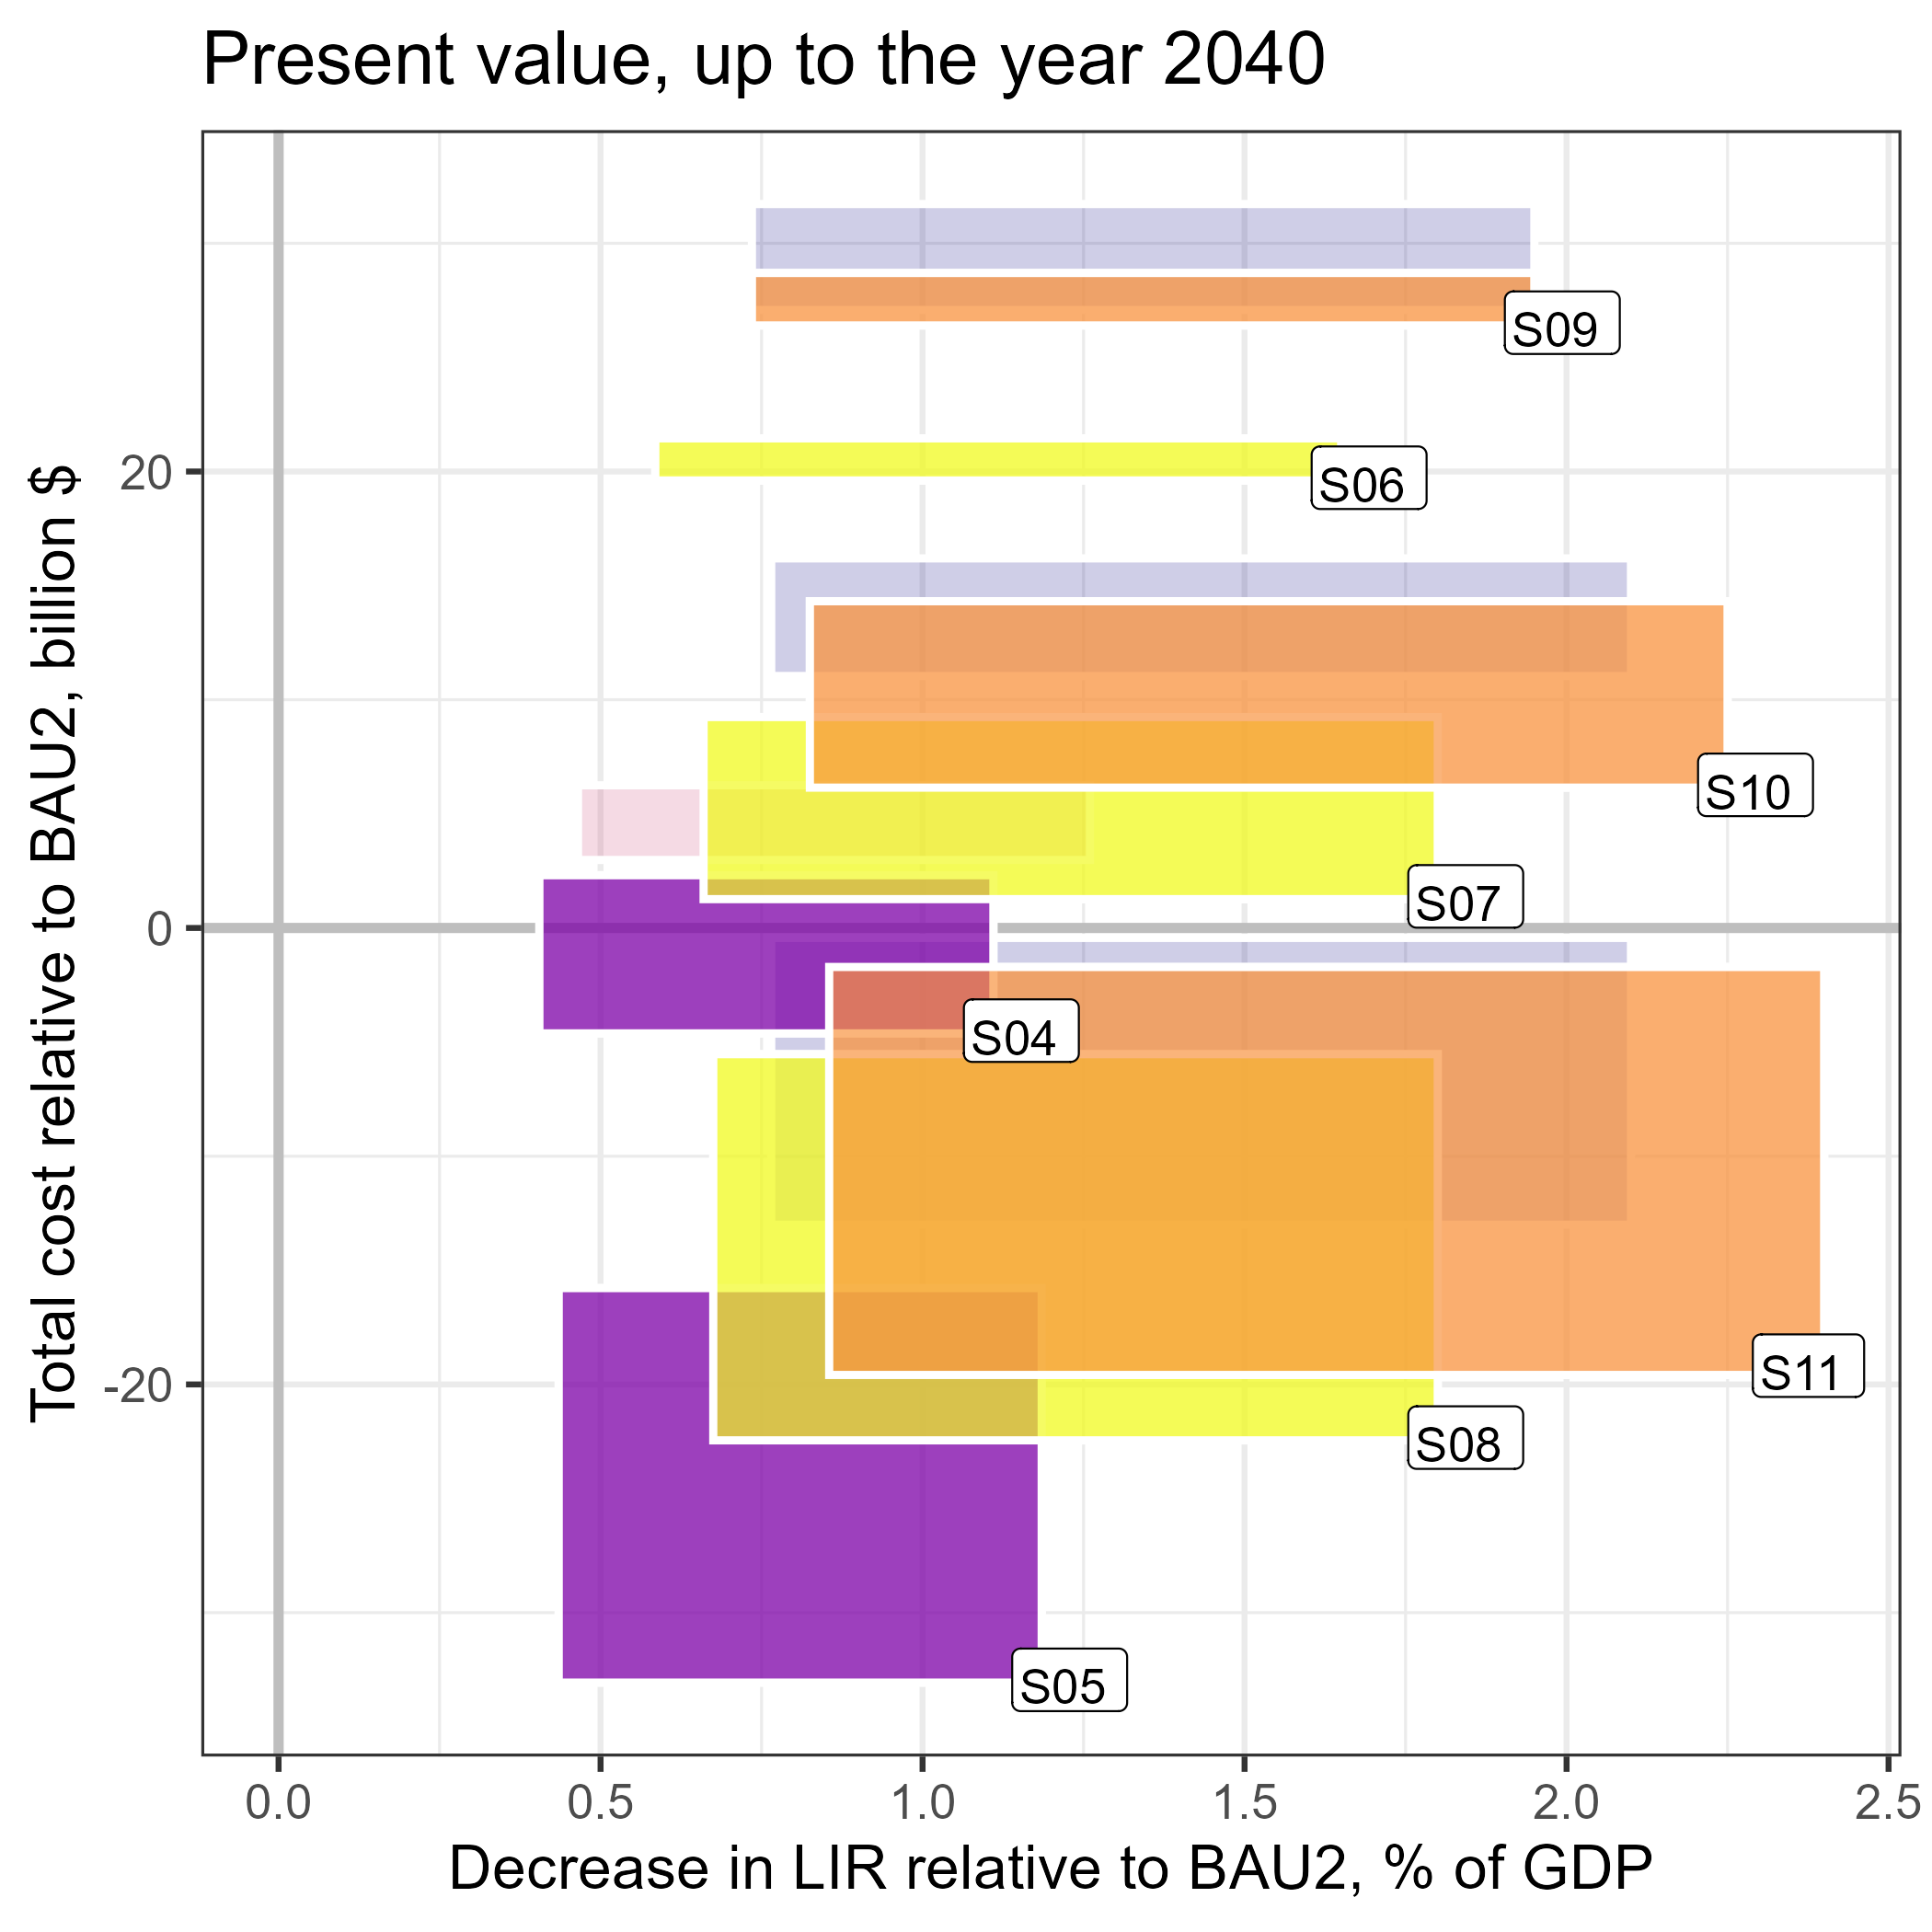 Present value, up to the year 2040
Total cost relative to BAU2, billion $
20
0
-20
S09
S06
S10
S07
S04
S11
S08
S05
0.0 0.5 1.0 1.5 2.0 2.5
Decrease in LIR relative to BAU2, % of GDP